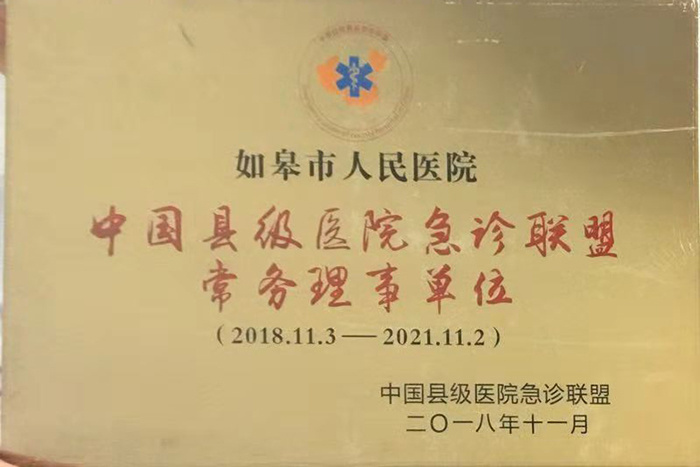 如皋市人民医院
中国县级医院急诊联盟
常务理事单位
（2018.11.3——2021.11.2）
中国县级医院急诊联盟
二〇一八年十一月